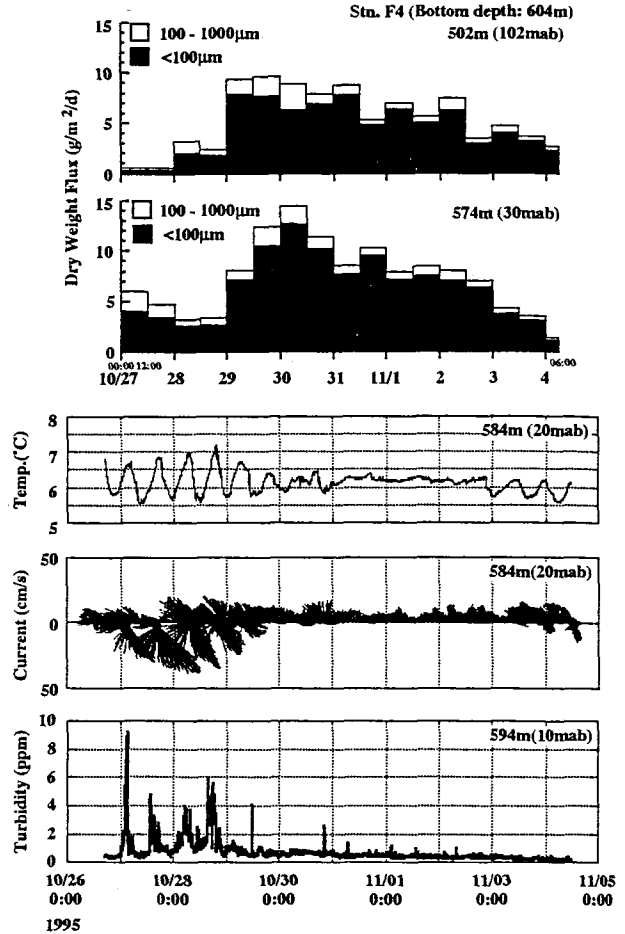 Stn. F4 (Bottom depth: 604m)
502m (102mab)
100 - 1000μm
<100μm
15
10
5
0
Dry Weight Flux (g/m²/d)
574m (30mab)
100 - 1000μm
<100μm
15
10
5
0
00:00 12:00
06:00
10/27 28 29 30 31 11/1 2 3 4
584m (20mab)
8
7
6
5
Temp.(˚C)
584m(20mab)
50
0
50
Current (cm/s)
594m(10mab)
10
8
6
4
2
0
Turbidity (ppm)
10/26 10/28 10/30 11/01 11/03 11/05
0:00 0:00 0:00 0:00 0:00 0:00
1995